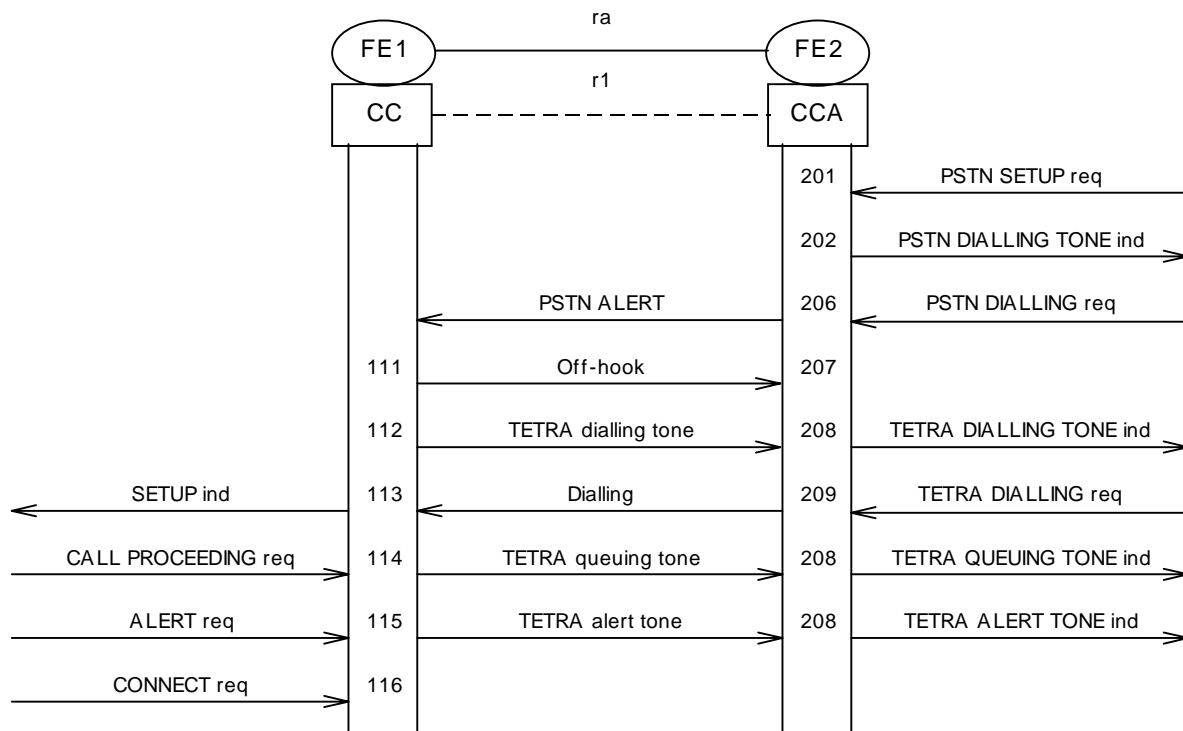 ra
FE1
FE2
r1
CC
CCA
201 PSTN SETUP req
202 PSTN DIALLING TONE ind
PSTN ALERT 206 PSTN DIALLING req
111 Off-hook 207
112 TETRA dialling tone 208 TETRA DIALLING TONE ind
SETUP ind 113 Dialling 209 TETRA DIALLING req
CALL PROCEEDING req 114 TETRA queuing tone 208 TETRA QUEUING TONE ind
ALERT req 115 TETRA alert tone 208 TETRA ALERT TONE ind
CONNECT req 116